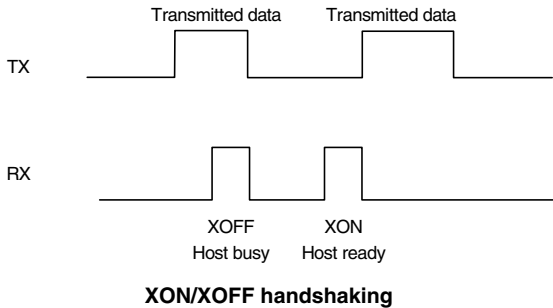 Transmitted data Transmitted data
TX
RX
XOFF XON
Host busy Host ready
XON/XOFF handshaking